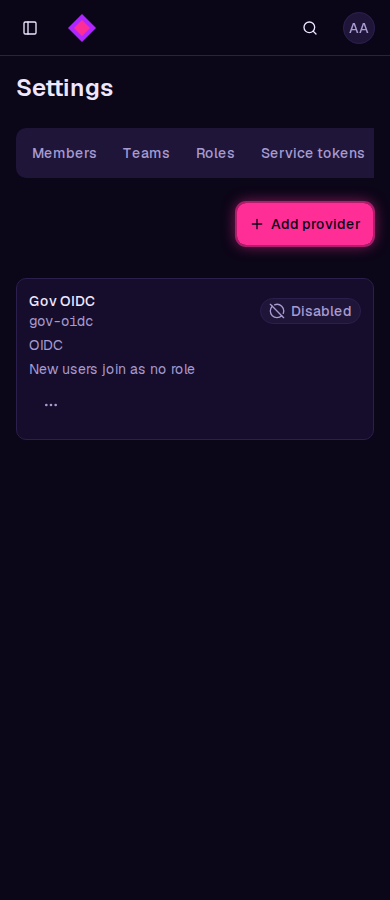 AA
Settings
Members Teams Roles Service tokens
Add provider
Gov OIDC
Disabled
gov-oidc
OIDC
New users join as no role